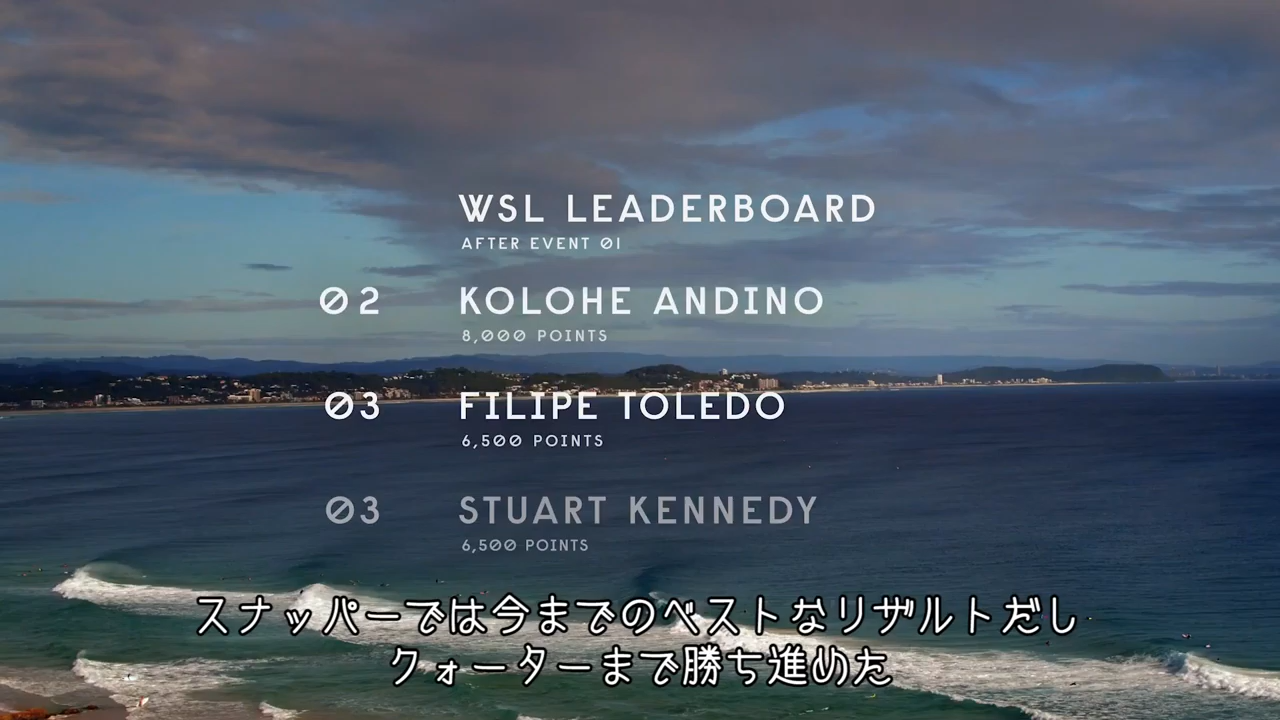 WSL LEADERBOARD
AFTER EVENT 01
02 KOLOHE ANDINO
8,000 POINTS
03 FILIPE TOLEDO
6,500 POINTS
03 STUART KENNEDY
6,500 POINTS
スナッパーでは今までのベストなリザルトだし
クォーターまで勝ち進めた